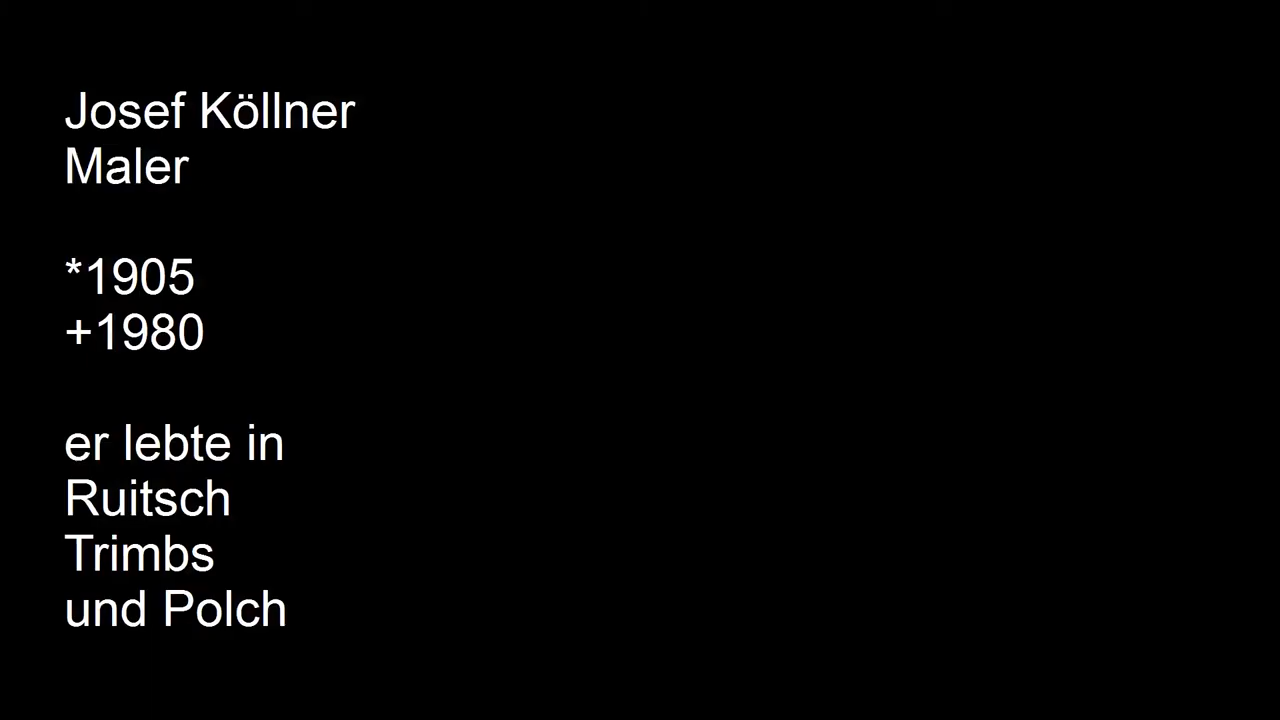 Josef Köllner
Maler
*1905
+1980
er lebte in
Ruitsch
Trimbs
und Polch